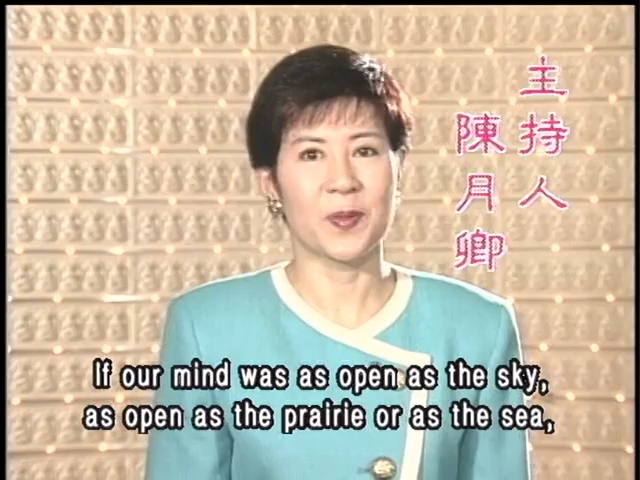 主持人
陳月卿
If our mind was as open as the sky,
as open as the prairie or as the sea,